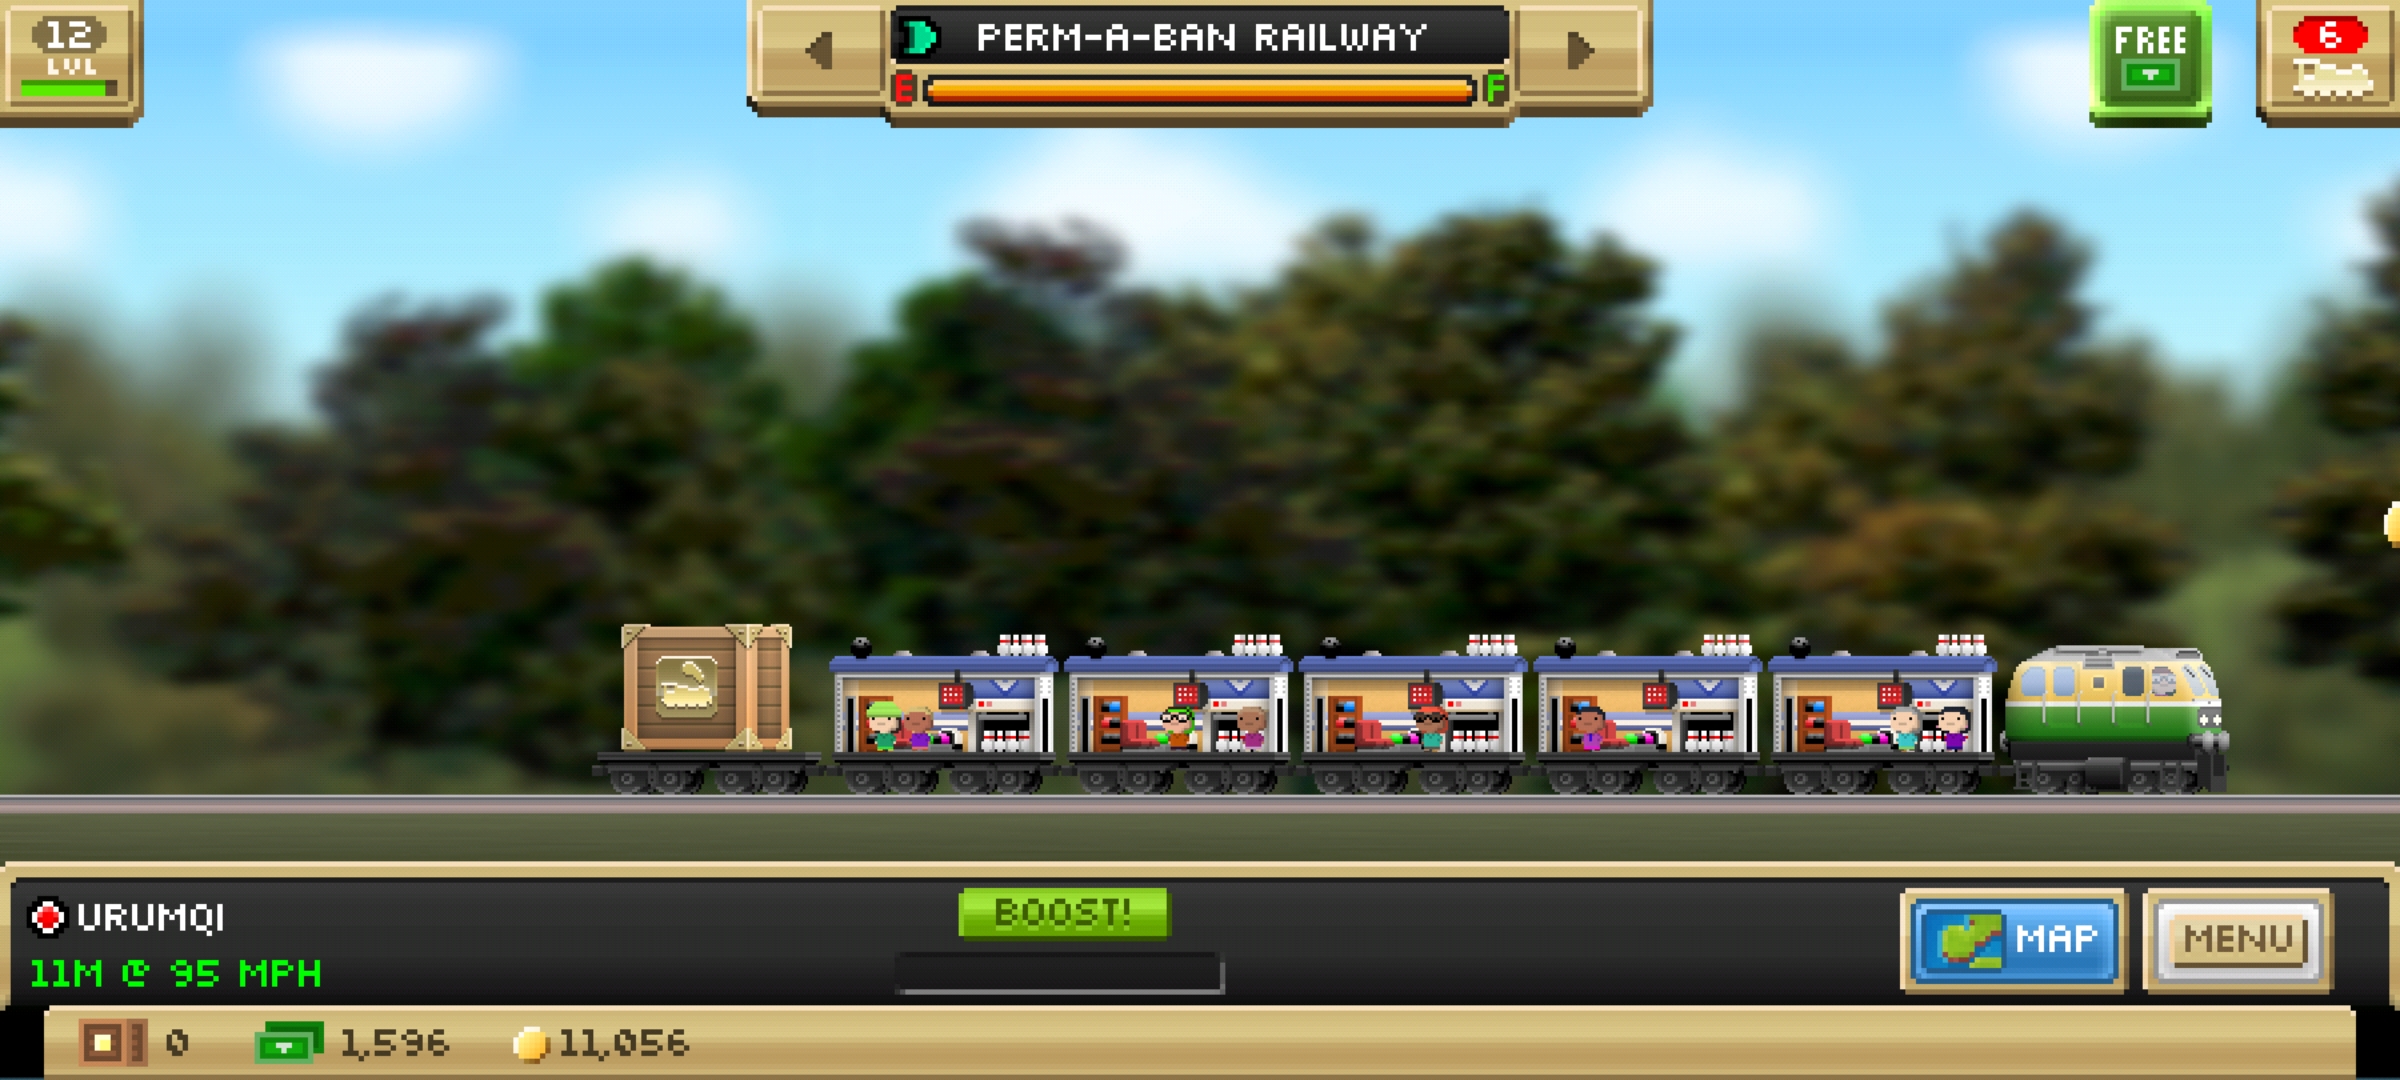 12
LVL
PERM-A-BAN RAILWAY
E F
FREE
6
URUMQI
11M @ 95 MPH
BOOST!
MAP
MENU
0
1,596
11,056